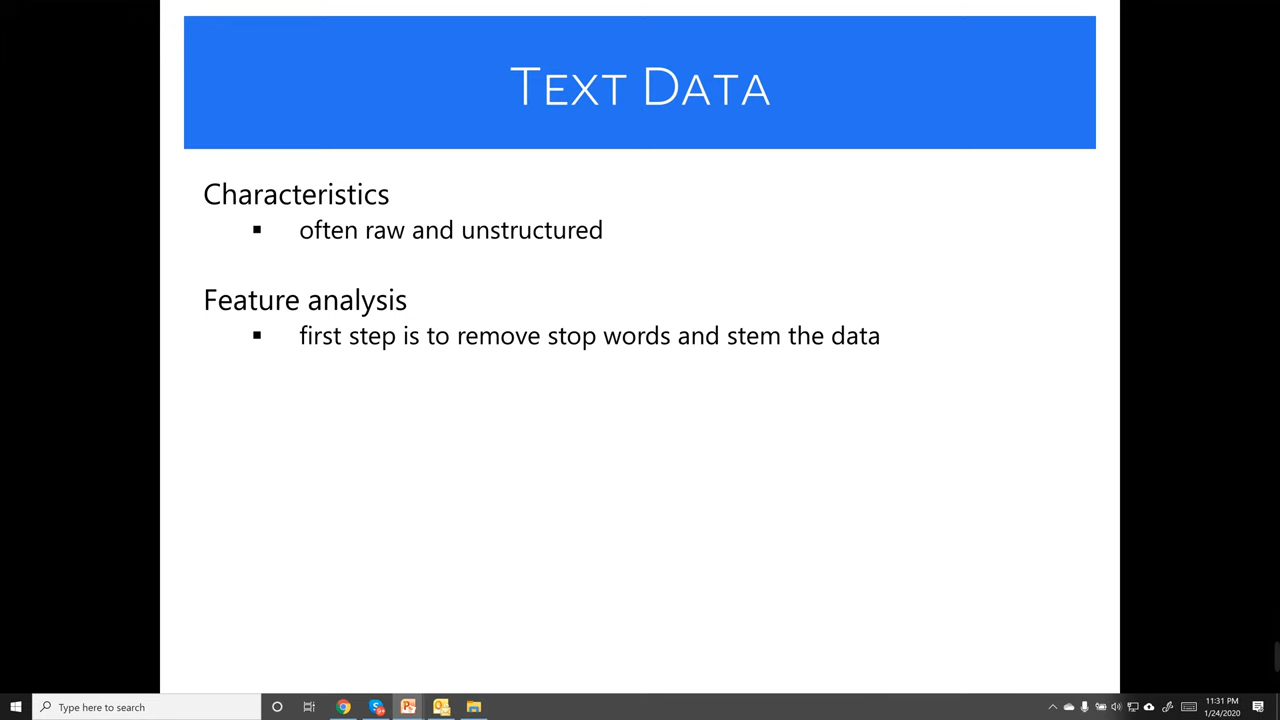 Text Data
Characteristics
▪ often raw and unstructured
Feature analysis
▪ first step is to remove stop words and stem the data
Type here to search
11:31 PM
1/24/2020